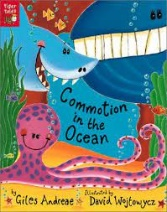 tiger tales
Commotion
in the
Ocean
by Giles Andreae
Illustrated by David Wojtowycz